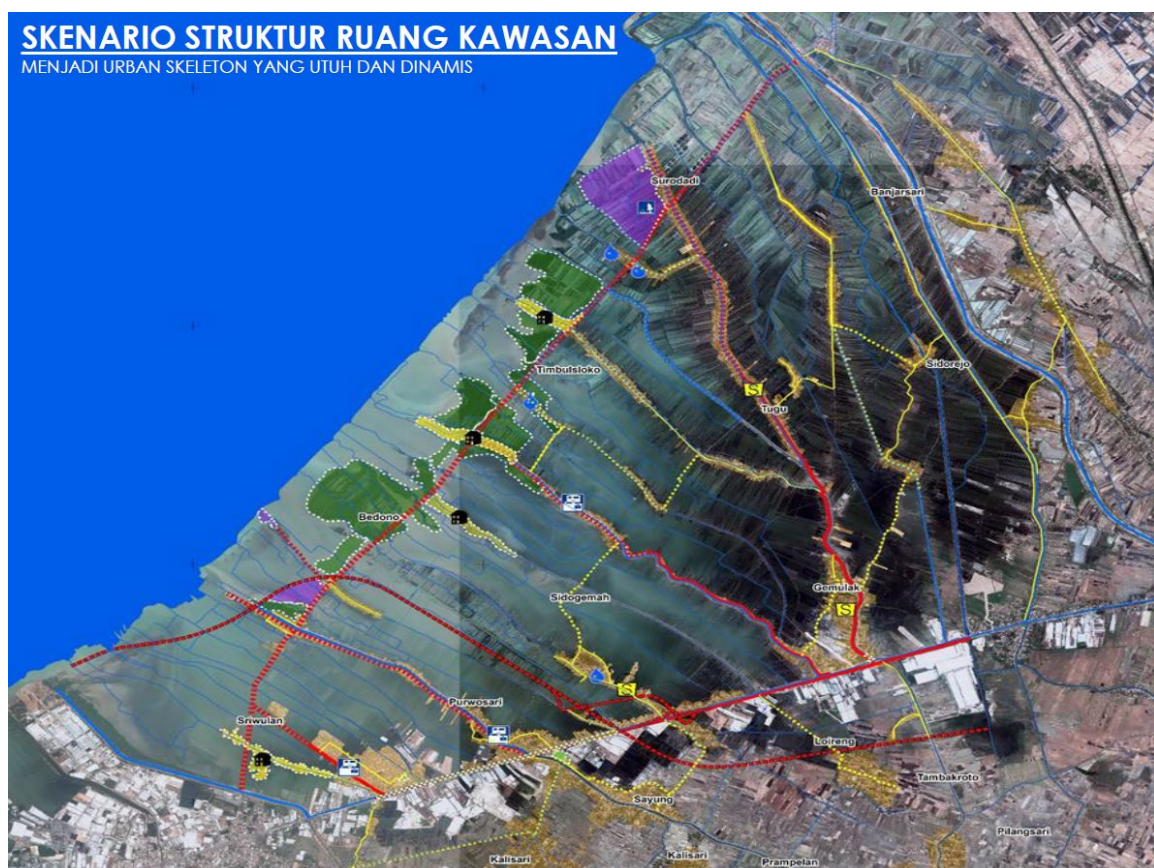 SKENARIO STRUKTUR RUANG KAWASAN
MENJADI URBAN SKELETON YANG UTUH DAN DINAMIS
Surodadi
Banjarsari
Timbulsloko
Sidorejo
Tugu
Bedono
Gemulak
Sidogemah
Purwosari
Sriwulan
Loireng
Tambakroto
Sayung
Pilangsari
Kalisari
Kalisari
Prampelan
S
S
S